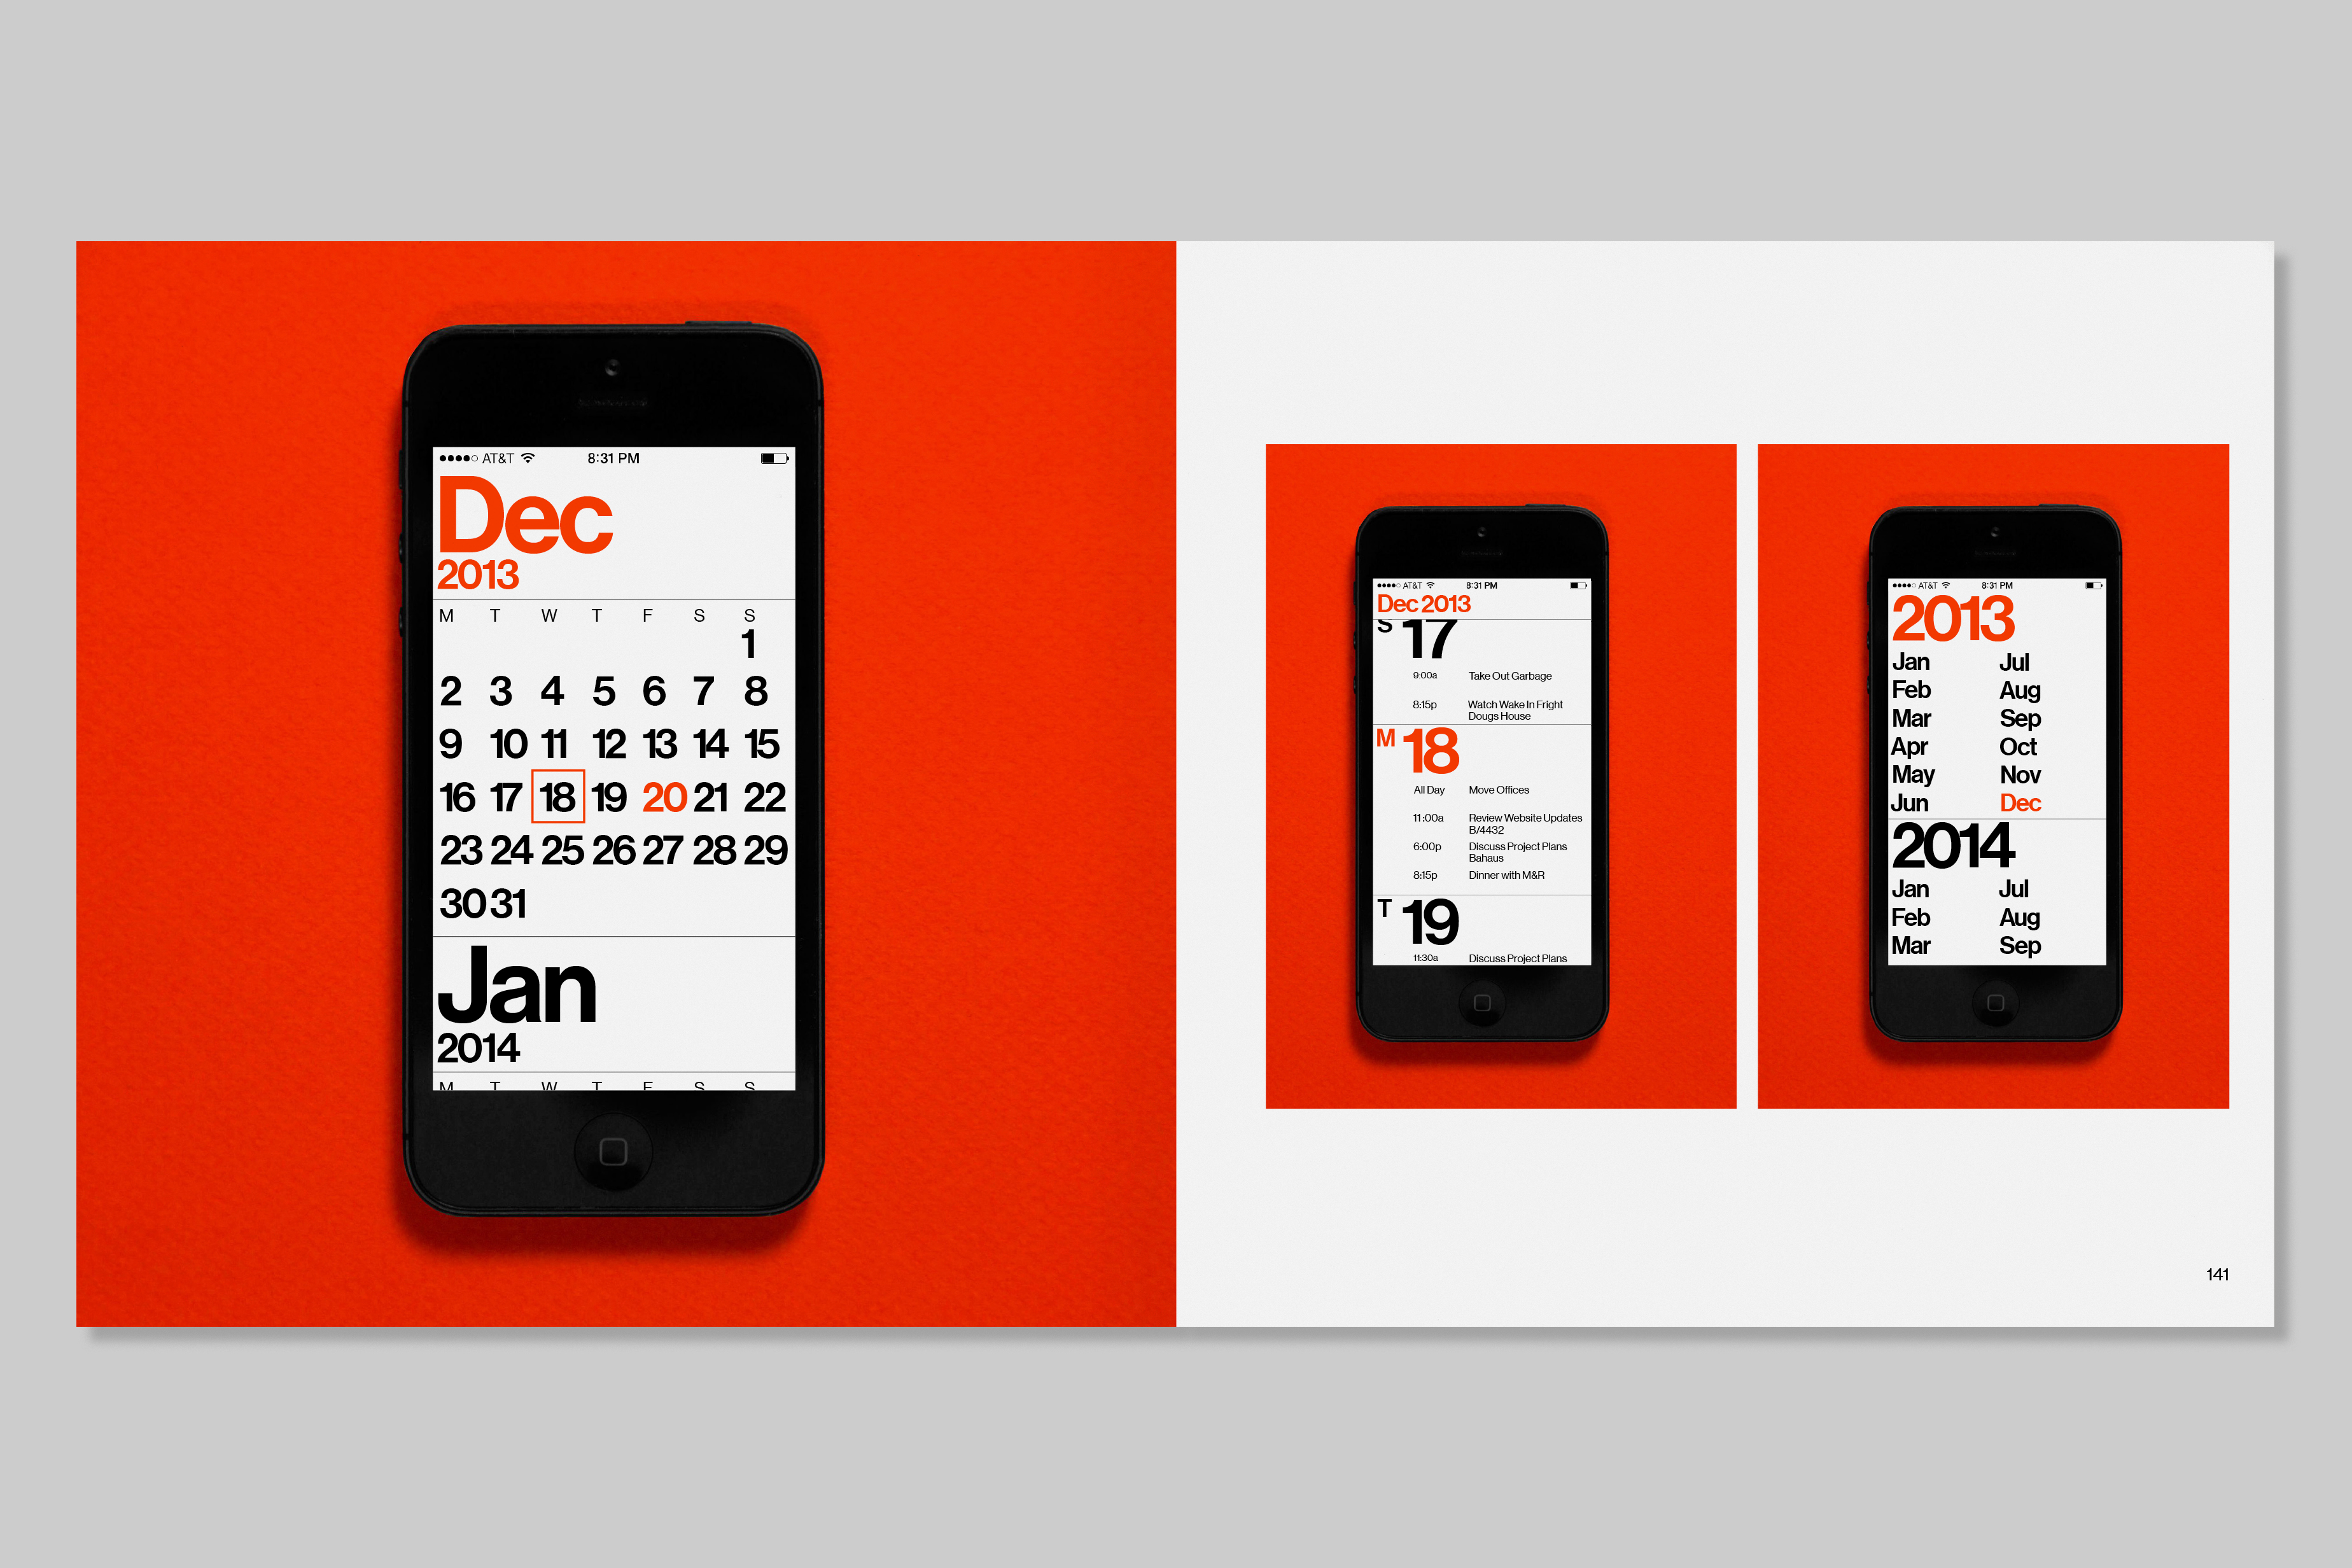 AT&T 8:31 PM
Dec
2013
M T W T F S S
1
2 3 4 5 6 7 8
9 10 11 12 13 14 15
16 17 18 19 20 21 22
23 24 25 26 27 28 29
30 31
Jan
2014
M T W T F S S
AT&T 8:31 PM
Dec 2013
S 17
9:00a Take Out Garbage
8:15p Watch Wake In Fright
Dougs House
M 18
All Day Move Offices
11:00a Review Website Updates
B/4432
6:00p Discuss Project Plans
Bahaus
8:15p Dinner with M&R
T 19
11:30a Discuss Project Plans
AT&T 8:31 PM
2013
Jan Jul
Feb Aug
Mar Sep
Apr Oct
May Nov
Jun Dec
2014
Jan Jul
Feb Aug
Mar Sep
141